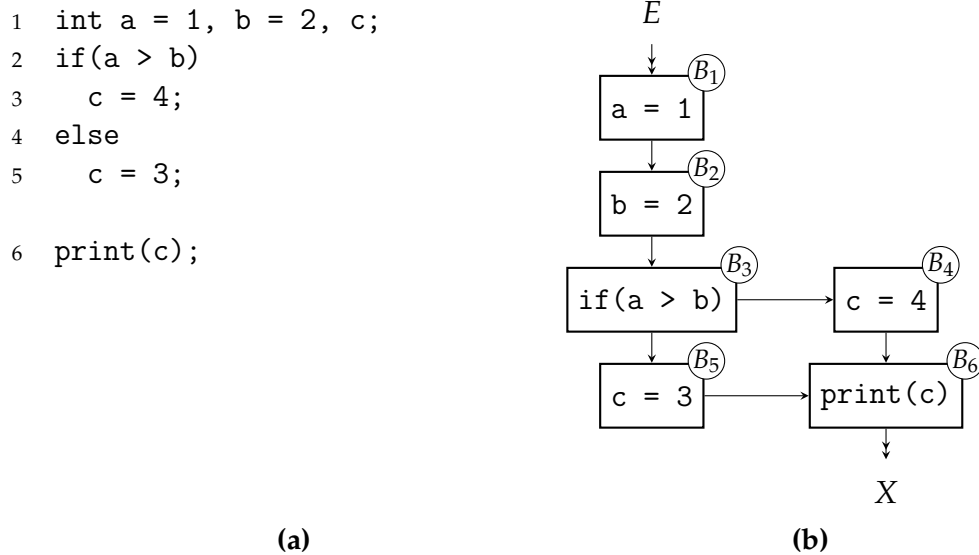 1 int a = 1, b = 2, c;
2 if(a > b)
3 c = 4;
4 else
5 c = 3;
6 print(c);
(a)
E
B1
a = 1
B2
b = 2
B3
if(a > b)
B4
c = 4
B5
c = 3
B6
print(c)
X
(b)